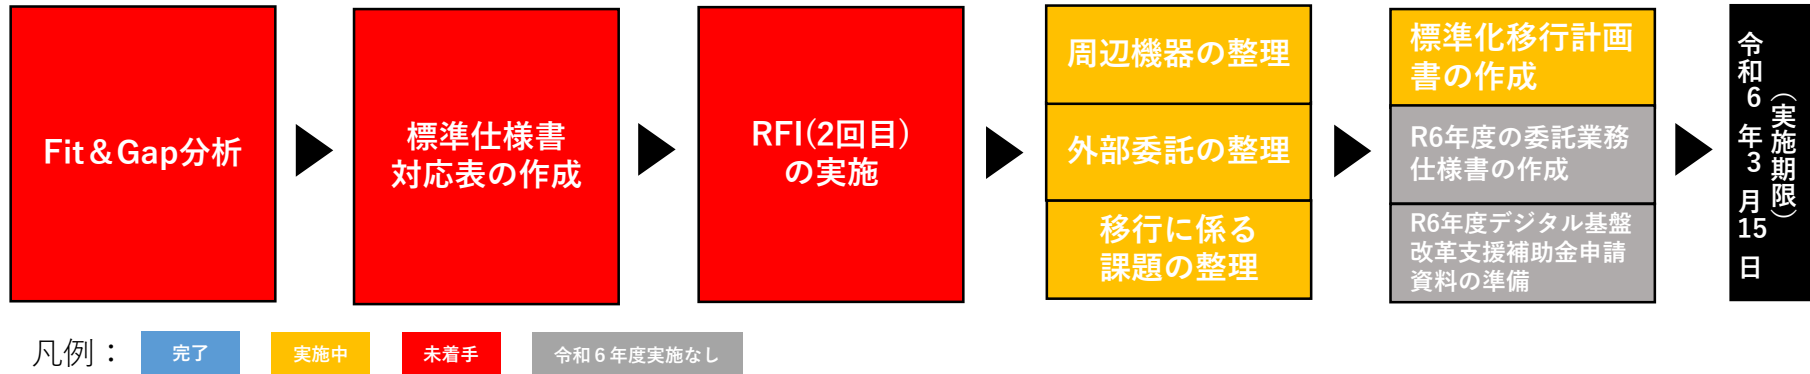 Fit＆Gap分析
標準仕様書
対応表の作成
RFI(2回目)
の実施
周辺機器の整理
外部委託の整理
移行に係る
課題の整理
標準化移行計画
書の作成
R6年度の委託業務
仕様書の作成
R6年度デジタル基盤
改革支援補助金申請
資料の準備
（実施期限）
令和6年3月15日
凡例：
完了
実施中
未着手
令和６年度実施なし